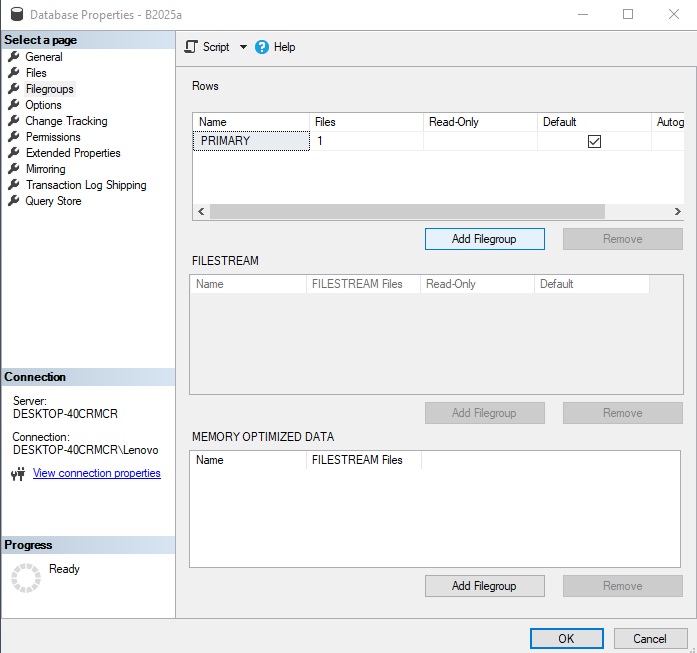 Database Properties - B2025a
Select a page
General
Files
Filegroups
Options
Change Tracking
Permissions
Extended Properties
Mirroring
Transaction Log Shipping
Query Store
Connection
Server:
DESKTOP-40CRMCR
Connection:
DESKTOP-40CRMCR\Lenovo
View connection properties
Progress
Ready
Script Help
Rows
Name Files Read-Only Default Autog
PRIMARY 1
Add Filegroup Remove
FILESTREAM
Name FILESTREAM Files Read-Only Default
Add Filegroup Remove
MEMORY OPTIMIZED DATA
Name FILESTREAM Files
Add Filegroup Remove
OK Cancel